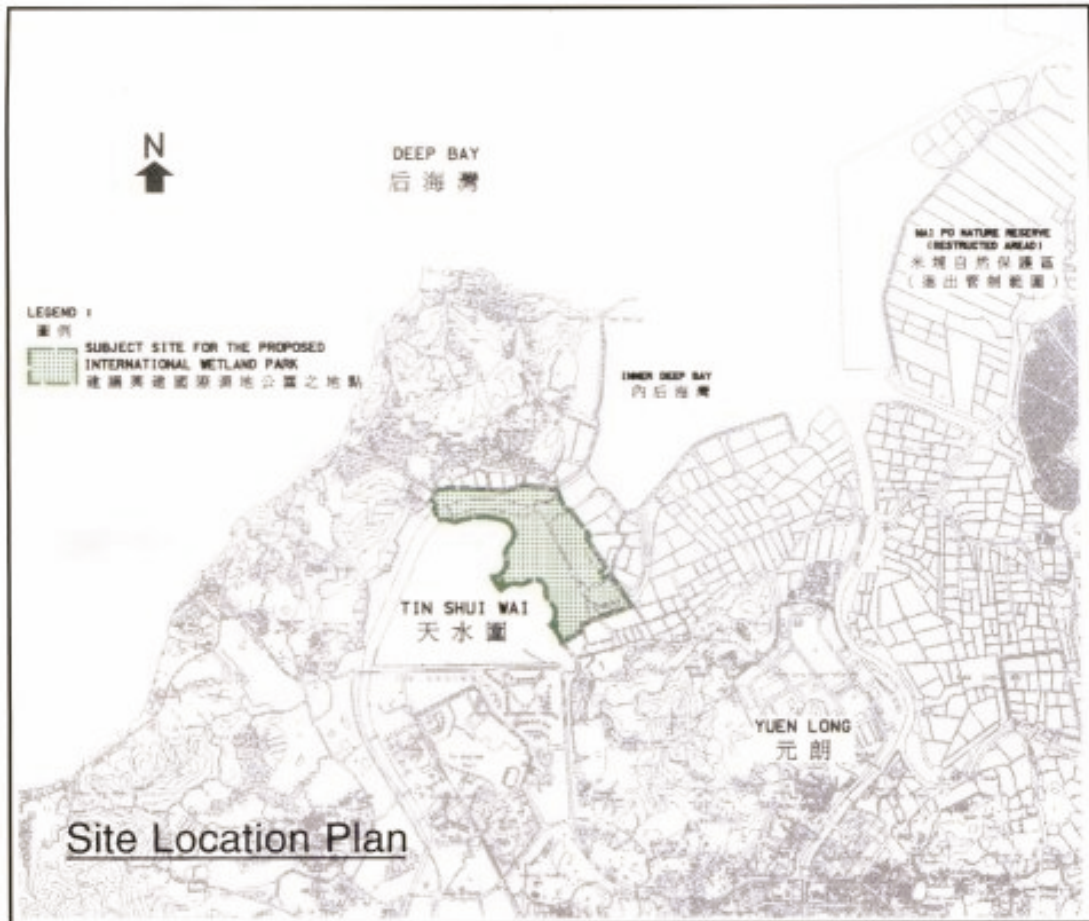 N
DEEP BAY
后海灣
MAI PO NATURE RESERVE
(RESTRICTED AREA)
米埔自然保護區
(進出管制範圍)
LEGEND :
圖例
SUBJECT SITE FOR THE PROPOSED
INTERNATIONAL WETLAND PARK
建議興建國際濕地公園之地點
INNER DEEP BAY
內后海灣
TIN SHUI WAI
天水圍
YUEN LONG
元朗
Site Location Plan